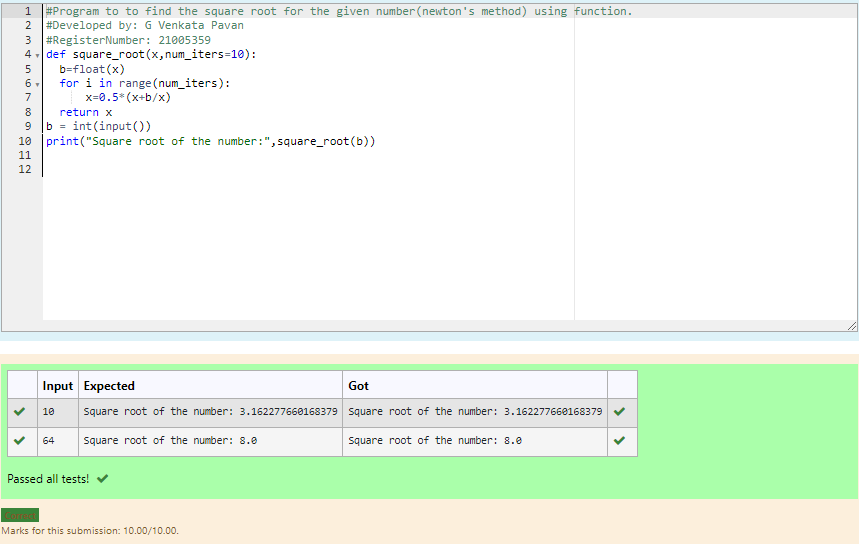 1 #Program to to find the square root for the given number(newton's method) using function.
2 #Developed by: G Venkata Pavan
3 #RegisterNumber: 21005359
4 def square_root(x,num_iters=10):
5 b=float(x)
6 for i in range(num_iters):
7 x=0.5*(x+b/x)
8 return x
9 b = int(input())
10 print("Square root of the number:",square_root(b))
11
12
Input Expected Got
10 Square root of the number: 3.162277660168379 Square root of the number: 3.162277660168379
64 Square root of the number: 8.0 Square root of the number: 8.0
Passed all tests!
Marks for this submission: 10.00/10.00.